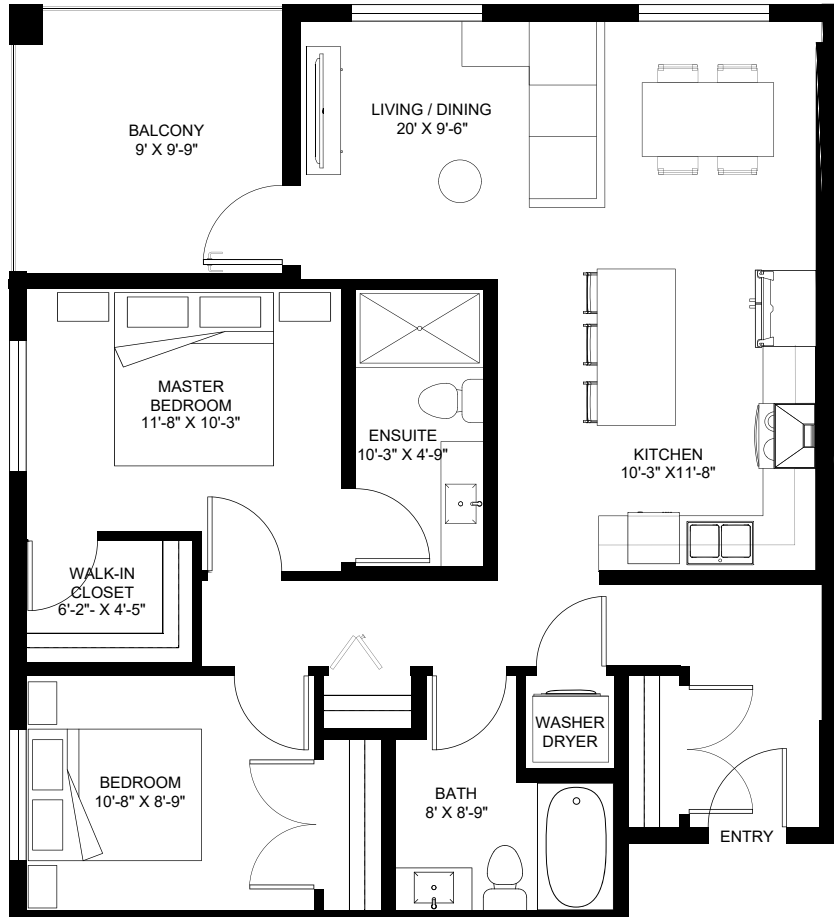 BALCONY
9' X 9'-9"
LIVING / DINING
20' X 9'-6"
MASTER
BEDROOM
11'-8" X 10'-3"
ENSUITE
10'-3" X 4'-9"
KITCHEN
10'-3" X11'-8"
WALK-IN
CLOSET
6'-2"- X 4'-5"
WASHER
DRYER
BEDROOM
10'-8" X 8'-9"
BATH
8' X 8'-9"
ENTRY